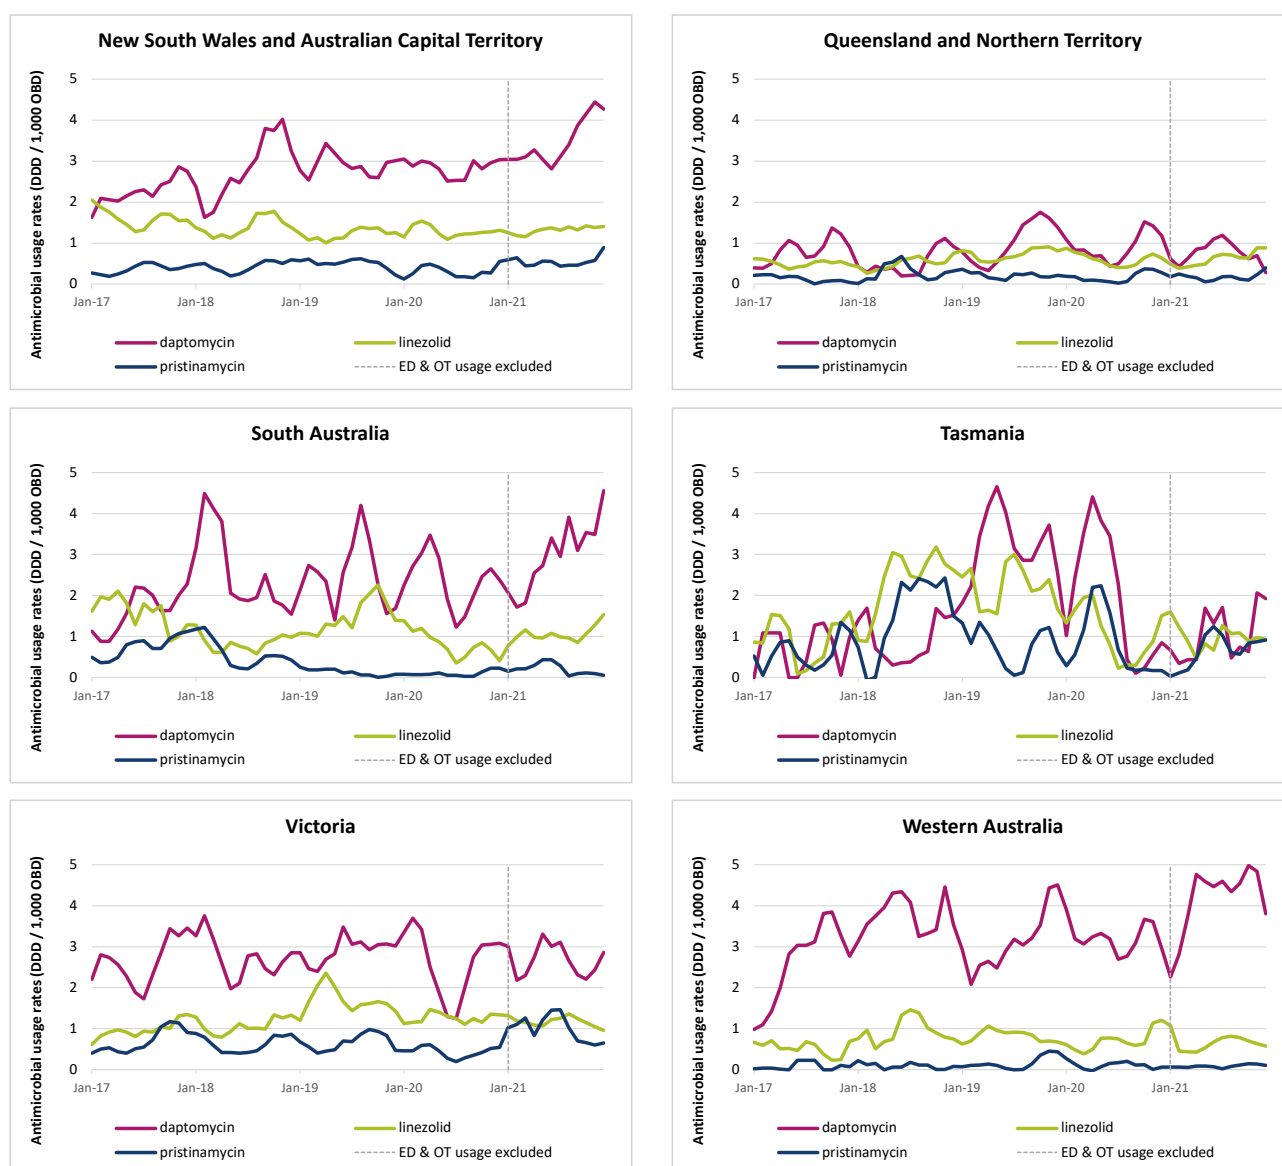 New South Wales and Australian Capital Territory
Antimicrobial usage rates (DDD / 1,000 OBD)
5
4
3
2
1
0
Jan-17 Jan-18 Jan-19 Jan-20 Jan-21
daptomycin linezolid
pristinamycin ED & OT usage excluded
Queensland and Northern Territory
Antimicrobial usage rates (DDD / 1,000 OBD)
5
4
3
2
1
0
Jan-17 Jan-18 Jan-19 Jan-20 Jan-21
daptomycin linezolid
pristinamycin ED & OT usage excluded
South Australia
Antimicrobial usage rates (DDD / 1,000 OBD)
5
4
3
2
1
0
Jan-17 Jan-18 Jan-19 Jan-20 Jan-21
daptomycin linezolid
pristinamycin ED & OT usage excluded
Tasmania
Antimicrobial usage rates (DDD / 1,000 OBD)
5
4
3
2
1
0
Jan-17 Jan-18 Jan-19 Jan-20 Jan-21
daptomycin linezolid
pristinamycin ED & OT usage excluded
Victoria
Antimicrobial usage rates (DDD / 1,000 OBD)
5
4
3
2
1
0
Jan-17 Jan-18 Jan-19 Jan-20 Jan-21
daptomycin linezolid
pristinamycin ED & OT usage excluded
Western Australia
Antimicrobial usage rates (DDD / 1,000 OBD)
5
4
3
2
1
0
Jan-17 Jan-18 Jan-19 Jan-20 Jan-21
daptomycin linezolid
pristinamycin ED & OT usage excluded